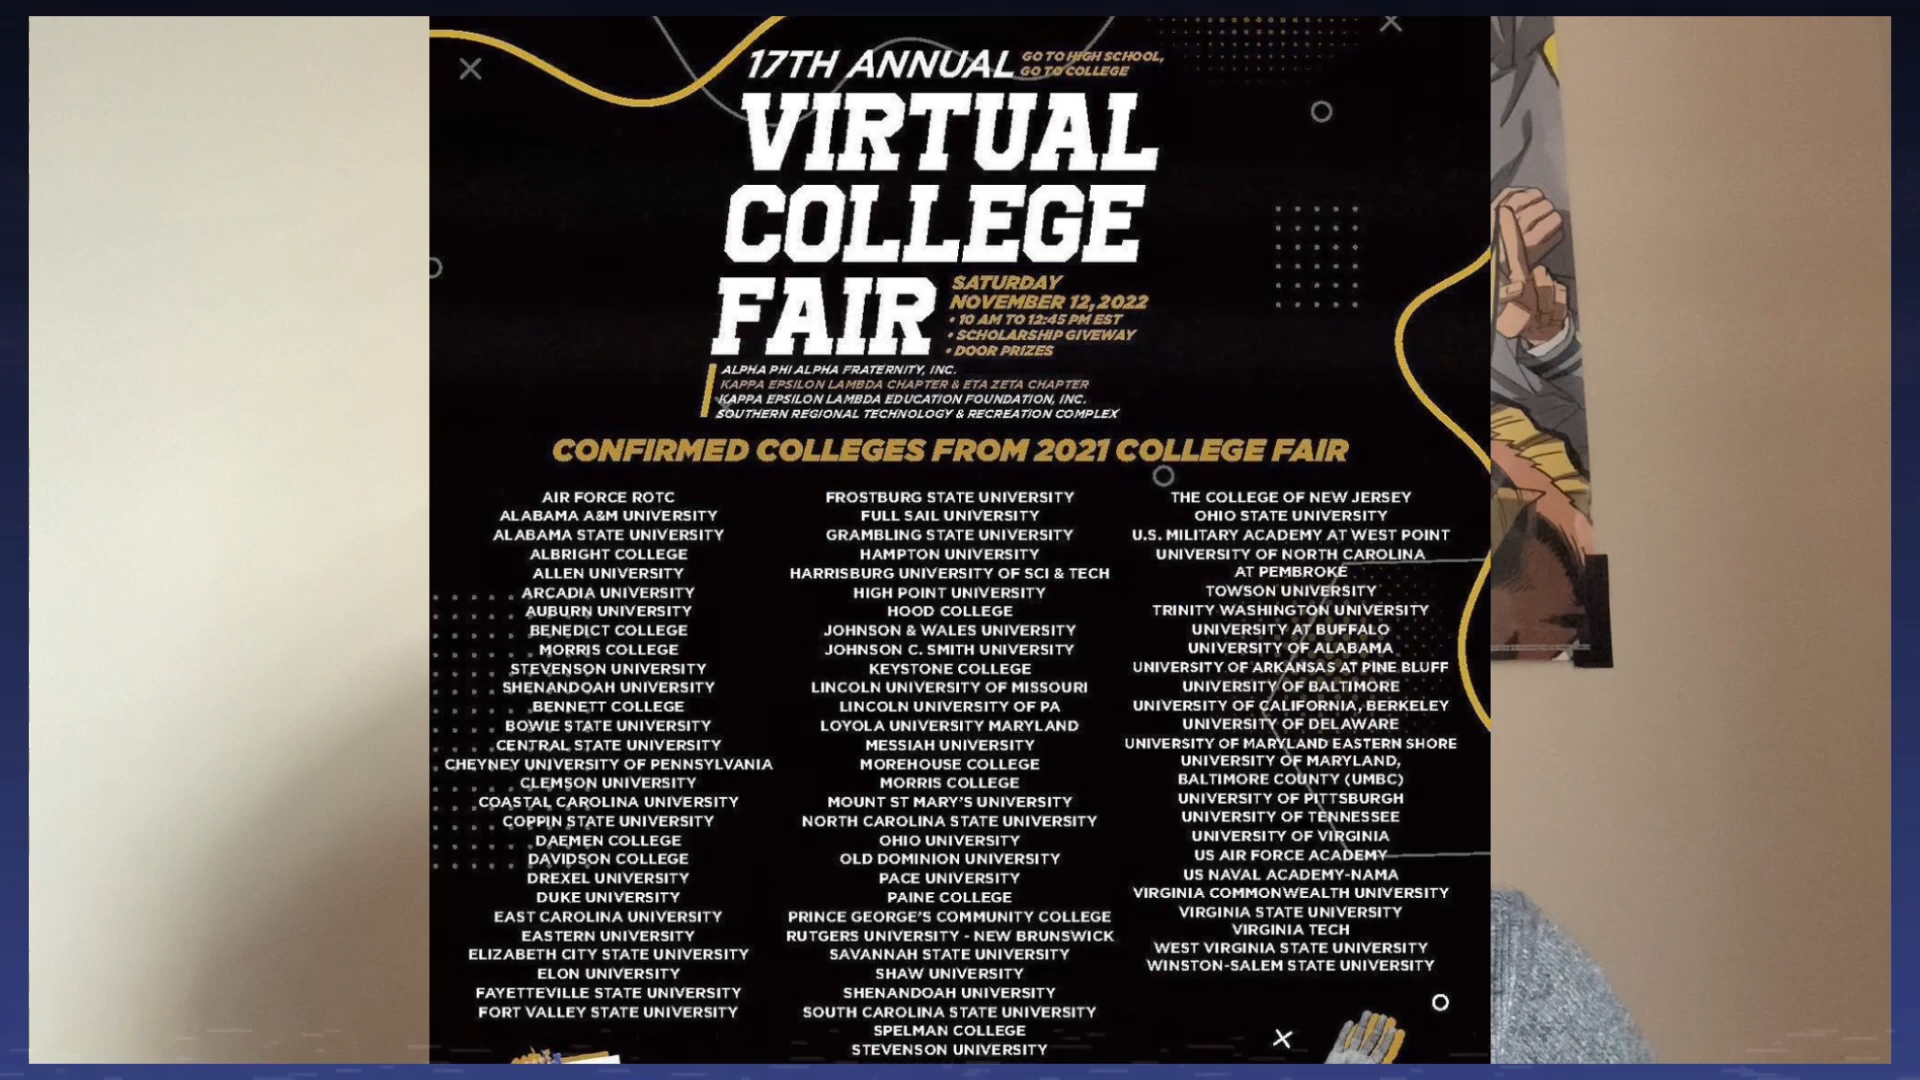 17TH ANNUAL
GO TO HIGH SCHOOL,
GO TO COLLEGE
VIRTUAL
COLLEGE
FAIR
SATURDAY
NOVEMBER 12, 2022
• 10 AM TO 12:45 PM EST
• SCHOLARSHIP GIVEWAY
• DOOR PRIZES
ALPHA PHI ALPHA FRATERNITY, INC.
KAPPA EPSILON LAMBDA CHAPTER & ETA ZETA CHAPTER
KAPPA EPSILON LAMBDA EDUCATION FOUNDATION, INC.
SOUTHERN REGIONAL TECHNOLOGY & RECREATION COMPLEX
CONFIRMED COLLEGES FROM 2021 COLLEGE FAIR
AIR FORCE ROTC
ALABAMA A&M UNIVERSITY
ALABAMA STATE UNIVERSITY
ALBRIGHT COLLEGE
ALLEN UNIVERSITY
ARCADIA UNIVERSITY
AUBURN UNIVERSITY
BENEDICT COLLEGE
MORRIS COLLEGE
STEVENSON UNIVERSITY
SHENANDOAH UNIVERSITY
BENNETT COLLEGE
BOWIE STATE UNIVERSITY
CENTRAL STATE UNIVERSITY
CHEYNEY UNIVERSITY OF PENNSYLVANIA
CLEMSON UNIVERSITY
COASTAL CAROLINA UNIVERSITY
COPPIN STATE UNIVERSITY
DAEMEN COLLEGE
DAVIDSON COLLEGE
DREXEL UNIVERSITY
DUKE UNIVERSITY
EAST CAROLINA UNIVERSITY
EASTERN UNIVERSITY
ELIZABETH CITY STATE UNIVERSITY
ELON UNIVERSITY
FAYETTEVILLE STATE UNIVERSITY
FORT VALLEY STATE UNIVERSITY
FROSTBURG STATE UNIVERSITY
FULL SAIL UNIVERSITY
GRAMBLING STATE UNIVERSITY
HAMPTON UNIVERSITY
HARRISBURG UNIVERSITY OF SCI & TECH
HIGH POINT UNIVERSITY
HOOD COLLEGE
JOHNSON & WALES UNIVERSITY
JOHNSON C. SMITH UNIVERSITY
KEYSTONE COLLEGE
LINCOLN UNIVERSITY OF MISSOURI
LINCOLN UNIVERSITY OF PA
LOYOLA UNIVERSITY MARYLAND
MESSIAH UNIVERSITY
MOREHOUSE COLLEGE
MORRIS COLLEGE
MOUNT ST MARY'S UNIVERSITY
NORTH CAROLINA STATE UNIVERSITY
OHIO UNIVERSITY
OLD DOMINION UNIVERSITY
PACE UNIVERSITY
PAINE COLLEGE
PRINCE GEORGE'S COMMUNITY COLLEGE
RUTGERS UNIVERSITY - NEW BRUNSWICK
SAVANNAH STATE UNIVERSITY
SHAW UNIVERSITY
SHENANDOAH UNIVERSITY
SOUTH CAROLINA STATE UNIVERSITY
SPELMAN COLLEGE
STEVENSON UNIVERSITY
THE COLLEGE OF NEW JERSEY
OHIO STATE UNIVERSITY
U.S. MILITARY ACADEMY AT WEST POINT
UNIVERSITY OF NORTH CAROLINA
AT PEMBROKE
TOWSON UNIVERSITY
TRINITY WASHINGTON UNIVERSITY
UNIVERSITY AT BUFFALO
UNIVERSITY OF ALABAMA
UNIVERSITY OF ARKANSAS AT PINE BLUFF
UNIVERSITY OF BALTIMORE
UNIVERSITY OF CALIFORNIA, BERKELEY
UNIVERSITY OF DELAWARE
UNIVERSITY OF MARYLAND EASTERN SHORE
UNIVERSITY OF MARYLAND,
BALTIMORE COUNTY (UMBC)
UNIVERSITY OF PITTSBURGH
UNIVERSITY OF TENNESSEE
UNIVERSITY OF VIRGINIA
US AIR FORCE ACADEMY
US NAVAL ACADEMY-NAMA
VIRGINIA COMMONWEALTH UNIVERSITY
VIRGINIA STATE UNIVERSITY
VIRGINIA TECH
WEST VIRGINIA STATE UNIVERSITY
WINSTON-SALEM STATE UNIVERSITY